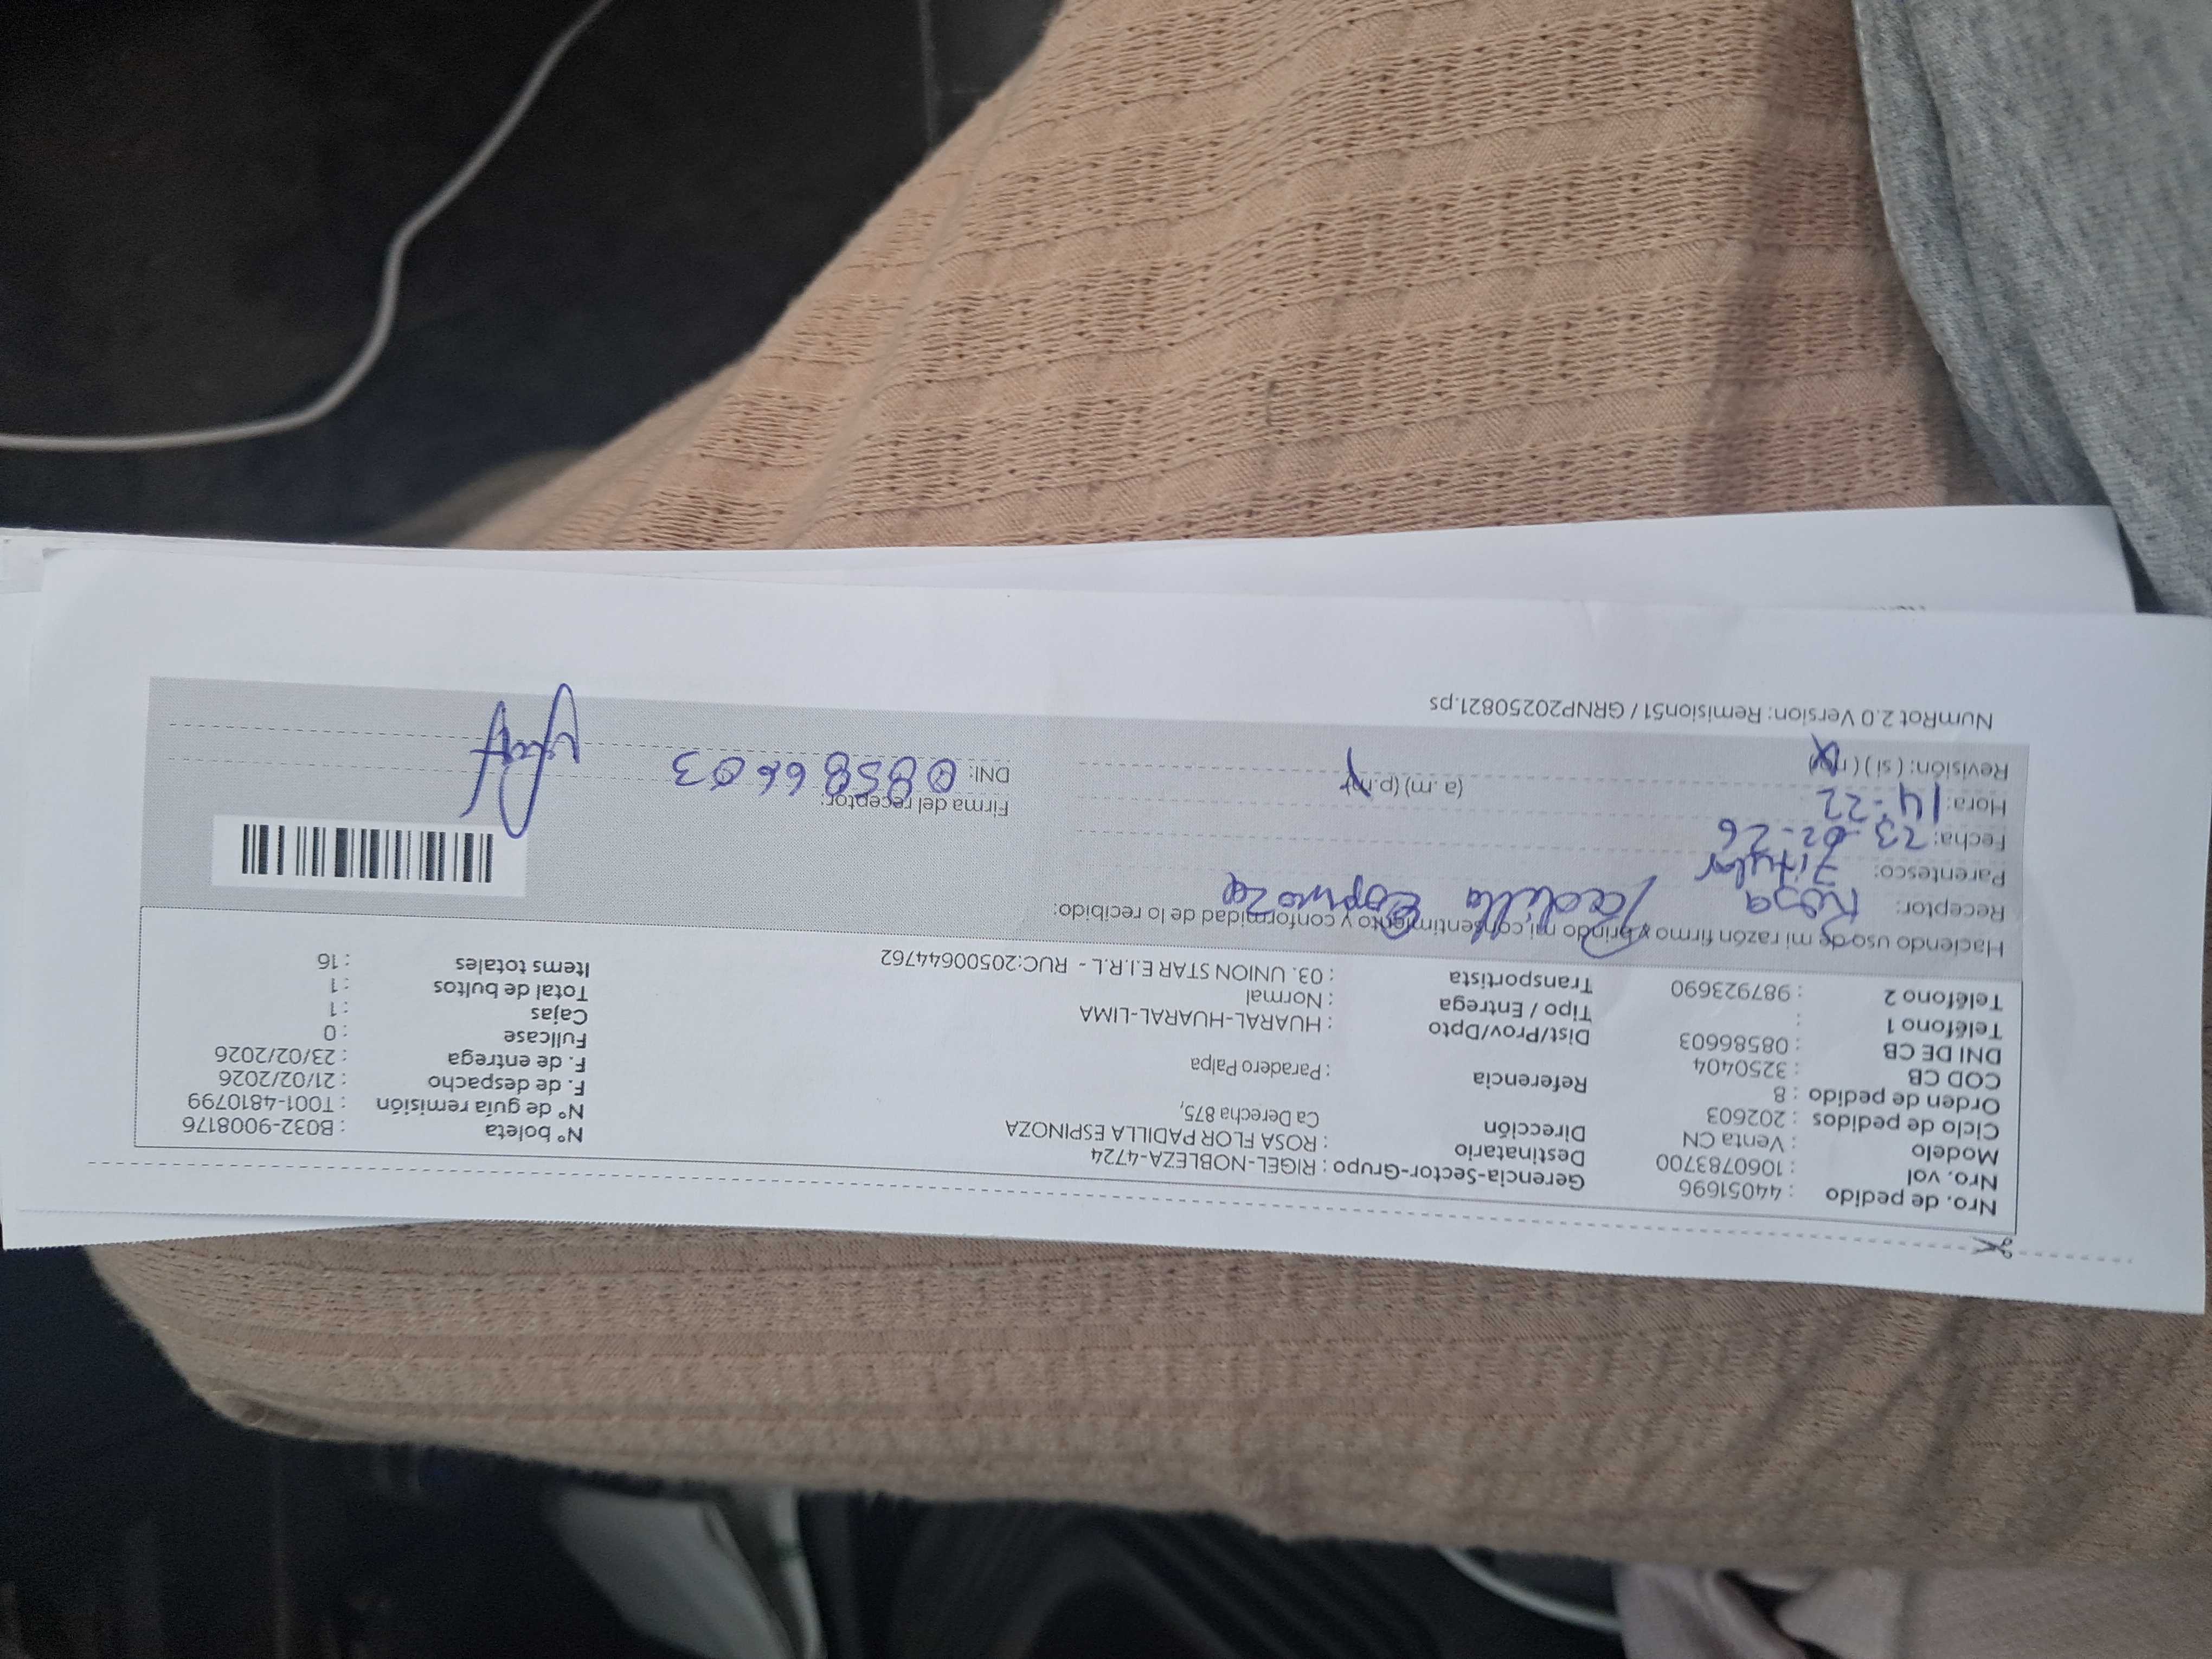 Nro. de pedido : 44051696 Gerencia-Sector-Grupo : RIGEL-NOBLEZA-4724 N° boleta : B032-9008176
Nro. vol : 1060783700 Destinatario : ROSA FLOR PADILLA ESPINOZA N° de guía remisión : T001-4810799
Modelo : Venta CN Dirección Ca Derecha 875, F. de despacho : 21/02/2026
Ciclo de pedidos : 202603 F. de entrega : 23/02/2026
Orden de pedido : 8 Referencia : Paradero Palpa Fullcase : 0
COD CB : 3250404 Dist/Prov/Dpto : HUARAL-HUARAL-LIMA Cajas : 1
DNI DE CB : 08586603 Tipo / Entrega : Normal Total de bultos : 1
Teléfono 1 : Transportista : 03. UNION STAR E.I.R.L - RUC:20500644762 Items totales : 16
Teléfono 2 : 987923690
Haciendo uso de mi razón firmo y brindo mi consentimiento y conformidad de lo recibido:
Receptor: Rosa Padilla Espinoza
Parentesco: Titular
Fecha: 23-02-26
Hora: 14:22 (a.m) (p.m) Firma del receptor:
Revisión: ( si ) ( no ) DNI: 08586603
NumRot 2.0 Version: Remision51 / GRNP20250821.ps